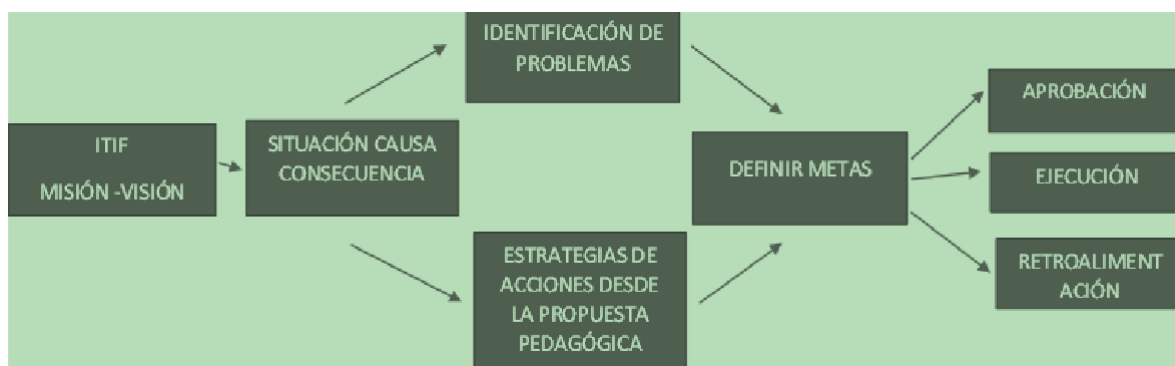 ITIF
MISIÓN -VISIÓN
SITUACIÓN CAUSA
CONSECUENCIA
IDENTIFICACIÓN DE
PROBLEMAS
ESTRATEGIAS DE
ACCIONES DESDE
LA PROPUESTA
PEDAGÓGICA
DEFINIR METAS
APROBACIÓN
EJECUCIÓN
RETROALIMENT
ACIÓN